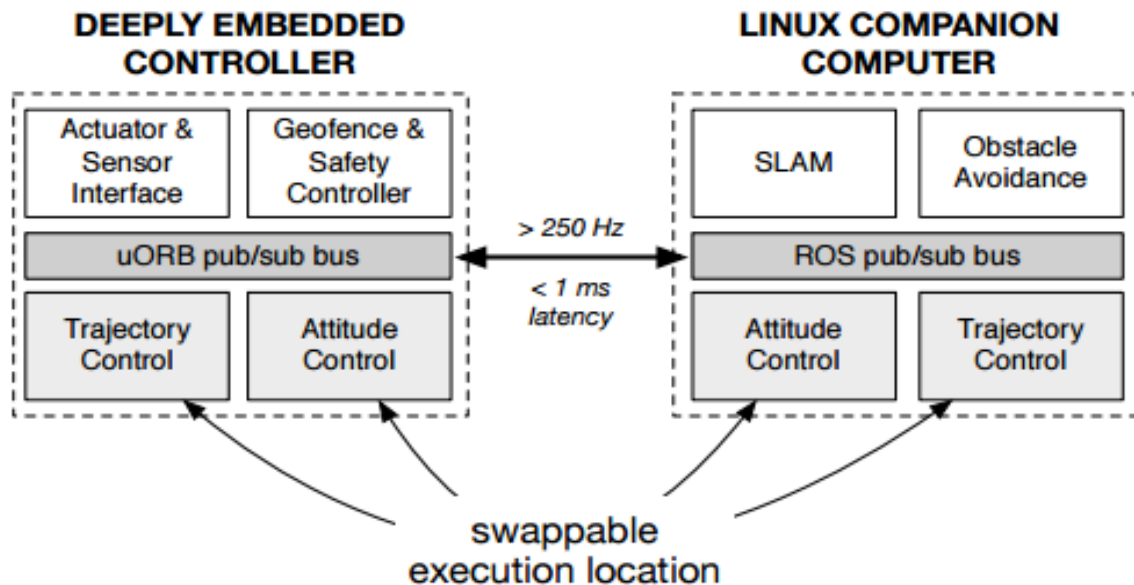 DEEPLY EMBEDDED
CONTROLLER
Actuator &
Sensor
Interface
Geofence &
Safety
Controller
uORB pub/sub bus
Trajectory
Control
Attitude
Control
> 250 Hz
< 1 ms
latency
LINUX COMPANION
COMPUTER
SLAM
Obstacle
Avoidance
ROS pub/sub bus
Attitude
Control
Trajectory
Control
swappable
execution location